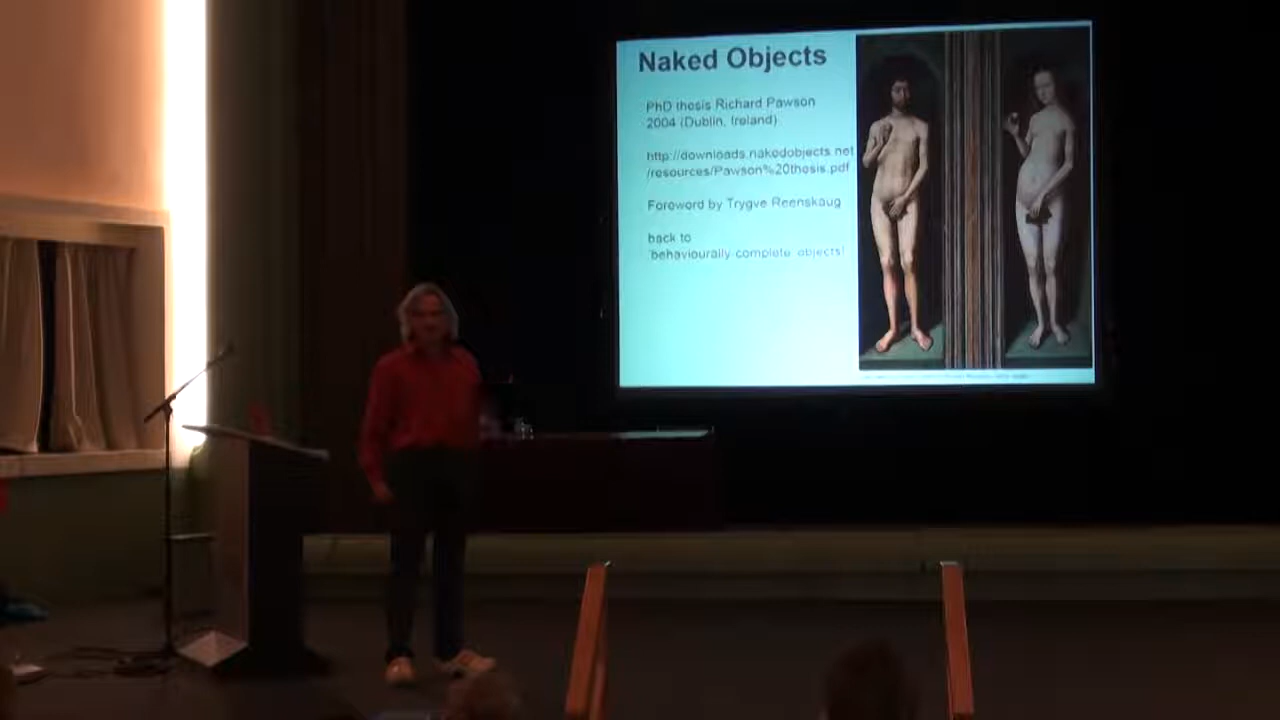 Naked Objects
PhD thesis Richard Pawson
2004 (Dublin, Ireland)
http://downloads.nakedobjects.net
/resources/Pawson%20thesis.pdf
Foreword by Trygve Reenskaug
back to
'behaviourally-complete objects'